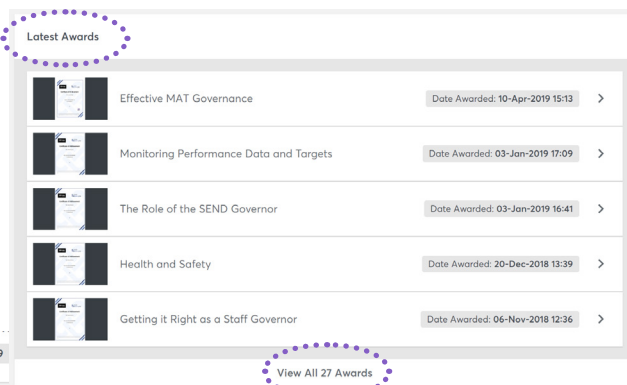 Latest Awards
Effective MAT Governance
Date Awarded: 10-Apr-2019 15:13
Monitoring Performance Data and Targets
Date Awarded: 03-Jan-2019 17:09
The Role of the SEND Governor
Date Awarded: 03-Jan-2019 16:41
Health and Safety
Date Awarded: 20-Dec-2018 13:39
Getting it Right as a Staff Governor
Date Awarded: 06-Nov-2018 12:36
View All 27 Awards